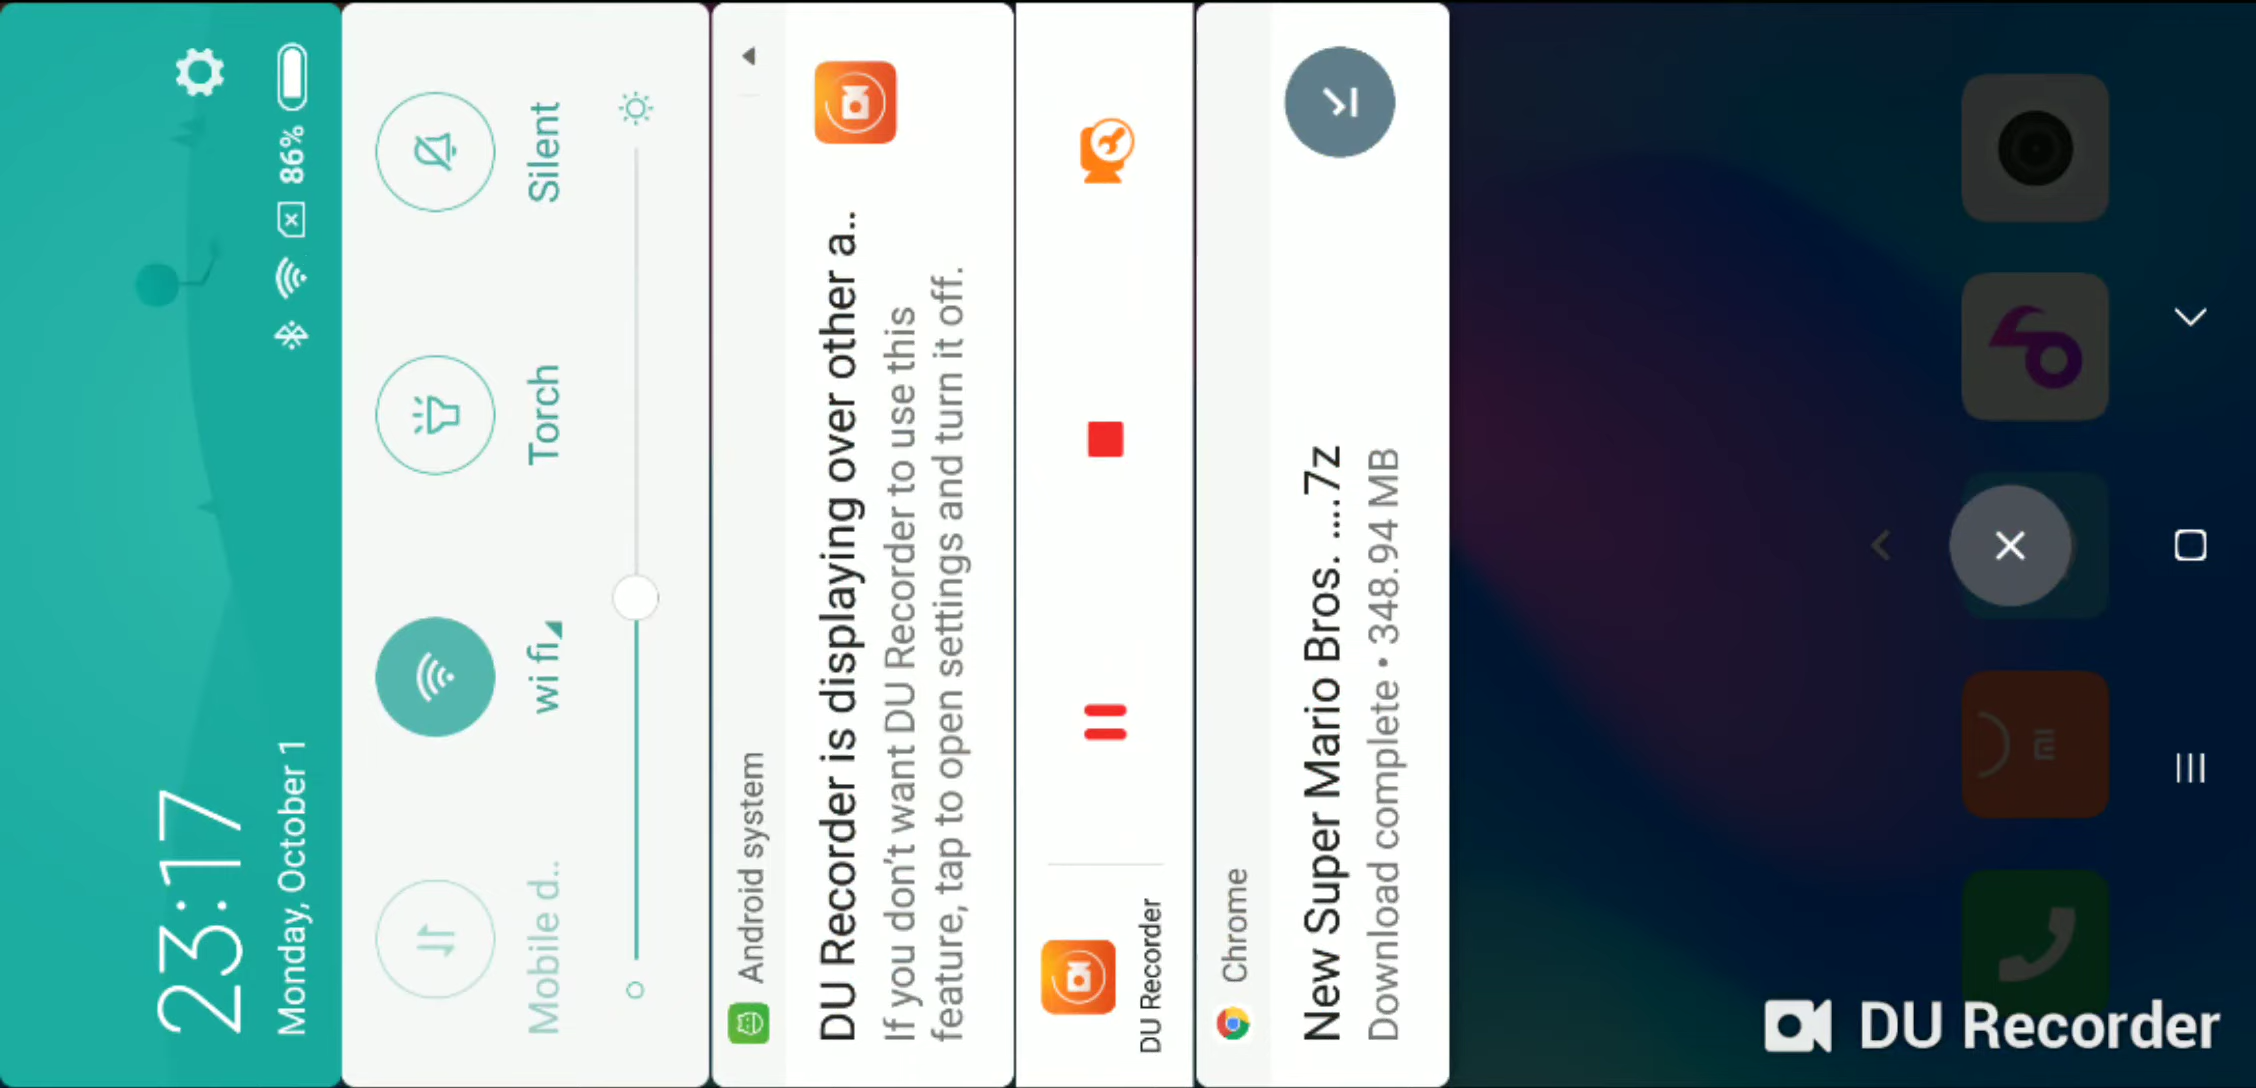 23:17
Monday, October 1
86%
Mobile d..
wi fi
Torch
Silent
Android system
DU Recorder is displaying over other a..
If you don't want DU Recorder to use this
feature, tap to open settings and turn it off.
DU Recorder
Chrome
New Super Mario Bros. ....7z
Download complete • 348.94 MB
DU Recorder